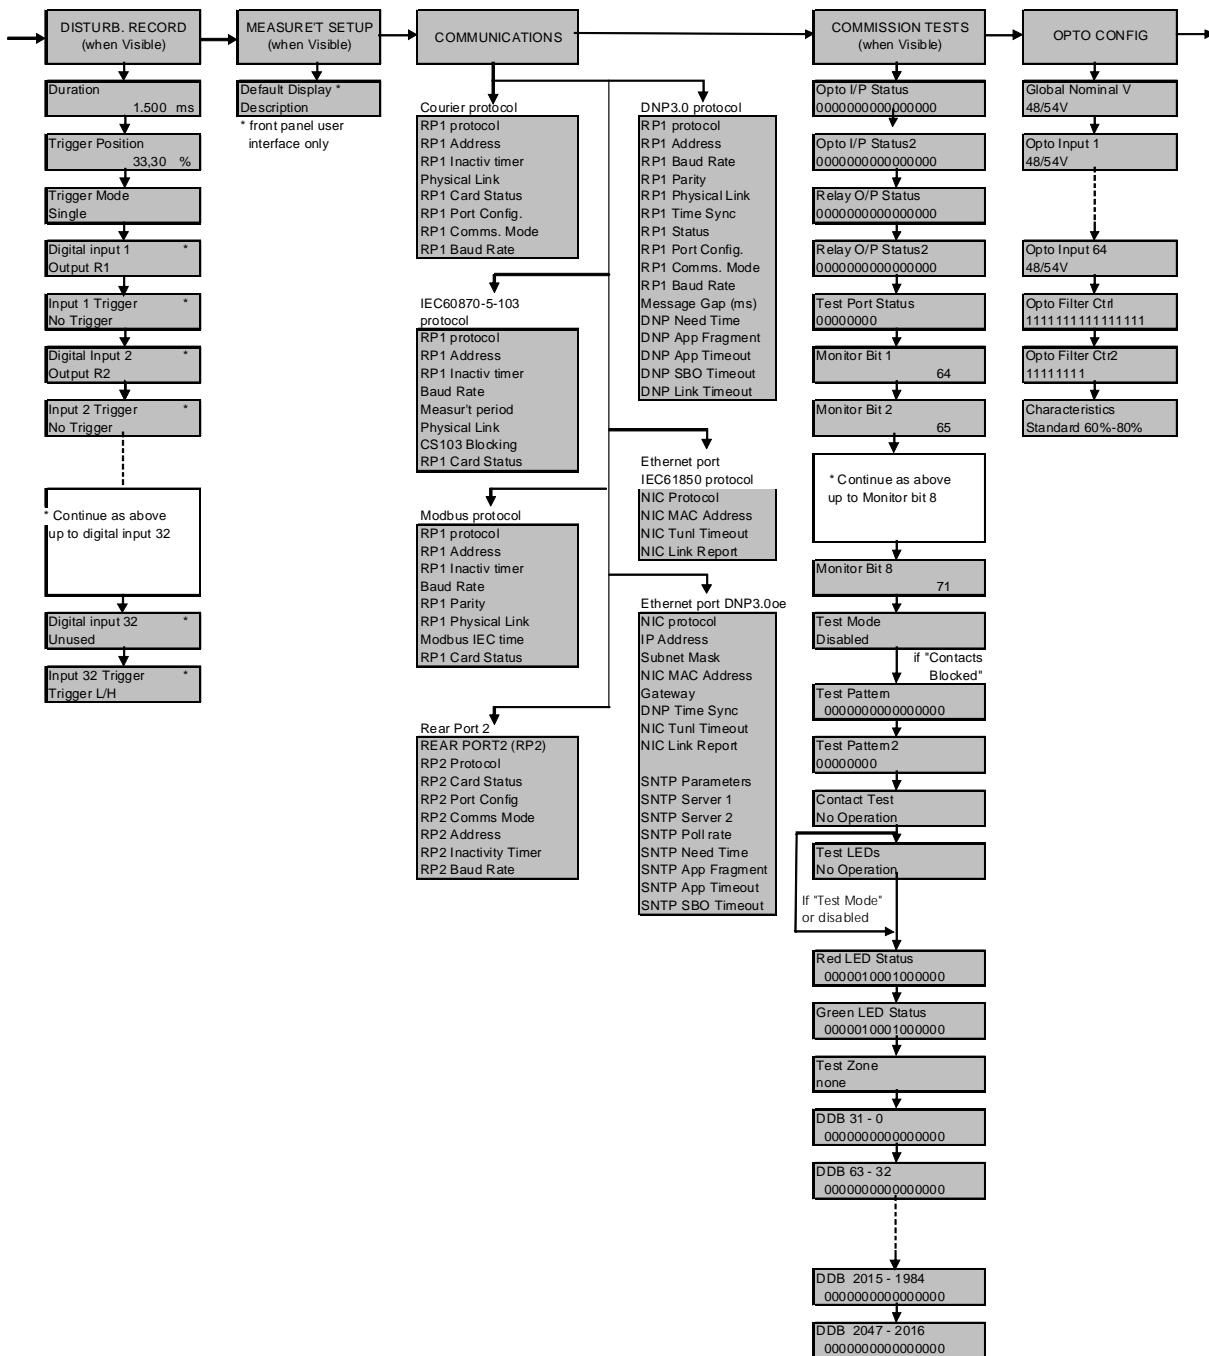 DISTURB. RECORD
(when Visible)
MEASURE'T SETUP
(when Visible)
COMMUNICATIONS
COMMISSION TESTS
(when Visible)
OPTO CONFIG
Duration
1.500 ms
Trigger Position
33,30 %
Trigger Mode
Single
Digital input 1 *
Output R1
Input 1 Trigger *
No Trigger
Digital Input 2 *
Output R2
Input 2 Trigger *
No Trigger
* Continue as above
up to digital input 32
Digital input 32 *
Unused
Input 32 Trigger *
Trigger L/H
Default Display *
Description
* front panel user
interface only
Courier protocol
RP1 protocol
RP1 Address
RP1 Inactiv timer
Physical Link
RP1 Card Status
RP1 Port Config.
RP1 Comms. Mode
RP1 Baud Rate
IEC60870-5-103
protocol
RP1 protocol
RP1 Address
RP1 Inactiv timer
Baud Rate
Measur't period
Physical Link
CS103 Blocking
RP1 Card Status
Modbus protocol
RP1 protocol
RP1 Address
RP1 Inactiv timer
Baud Rate
RP1 Parity
RP1 Physical Link
Modbus IEC time
RP1 Card Status
Rear Port 2
REAR PORT2 (RP2)
RP2 Protocol
RP2 Card Status
RP2 Port Config
RP2 Comms Mode
RP2 Address
RP2 Inactivity Timer
RP2 Baud Rate
DNP3.0 protocol
RP1 protocol
RP1 Address
RP1 Baud Rate
RP1 Parity
RP1 Physical Link
RP1 Time Sync
RP1 Status
RP1 Port Config.
RP1 Comms. Mode
RP1 Baud Rate
Message Gap (ms)
DNP Need Time
DNP App Fragment
DNP App Timeout
DNP SBO Timeout
DNP Link Timeout
Ethernet port
IEC61850 protocol
NIC Protocol
NIC MAC Address
NIC Tunl Timeout
NIC Link Report
Ethernet port DNP3.0oe
NIC protocol
IP Address
Subnet Mask
NIC MAC Address
Gateway
DNP Time Sync
NIC Tunl Timeout
NIC Link Report
SNTP Parameters
SNTP Server 1
SNTP Server 2
SNTP Poll rate
SNTP Need Time
SNTP App Fragment
SNTP App Timeout
SNTP SBO Timeout
Opto I/P Status
0000000000000000
Opto I/P Status2
0000000000000000
Relay O/P Status
0000000000000000
Relay O/P Status2
0000000000000000
Test Port Status
00000000
Monitor Bit 1
64
Monitor Bit 2
65
* Continue as above
up to Monitor bit 8
Monitor Bit 8
71
Test Mode
Disabled
if "Contacts
Blocked"
Test Pattern
0000000000000000
Test Pattern2
00000000
Contact Test
No Operation
Test LEDs
No Operation
If "Test Mode"
or disabled
Red LED Status
0000010001000000
Green LED Status
0000010001000000
Test Zone
none
DDB 31 - 0
0000000000000000
DDB 63 - 32
0000000000000000
DDB 2015 - 1984
0000000000000000
DDB 2047 - 2016
0000000000000000
Global Nominal V
48/54V
Opto Input 1
48/54V
Opto Input 64
48/54V
Opto Filter Ctrl
1111111111111111
Opto Filter Ctr2
11111111
Characteristics
Standard 60%-80%